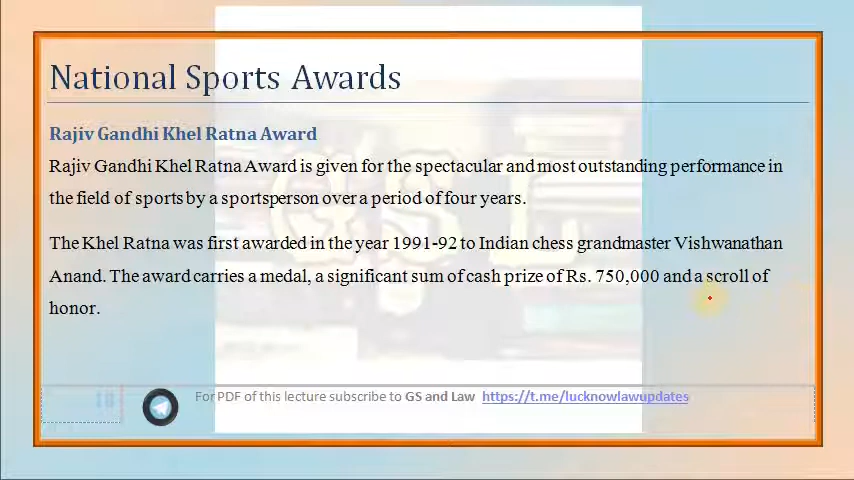 National Sports Awards
Rajiv Gandhi Khel Ratna Award
Rajiv Gandhi Khel Ratna Award is given for the spectacular and most outstanding performance in
the field of sports by a sportsperson over a period of four years.
The Khel Ratna was first awarded in the year 1991-92 to Indian chess grandmaster Vishwanathan
Anand. The award carries a medal, a significant sum of cash prize of Rs. 750,000 and a scroll of
honor.
For PDF of this lecture subscribe to GS and Law https://t.me/lucknowlawupdates